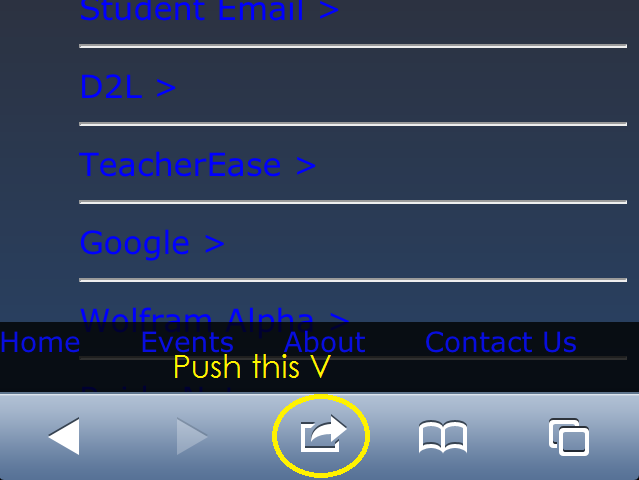 Student Email >
D2L >
TeacherEase >
Google >
Wolfram Alpha >
Home Events About Contact Us
Push this V